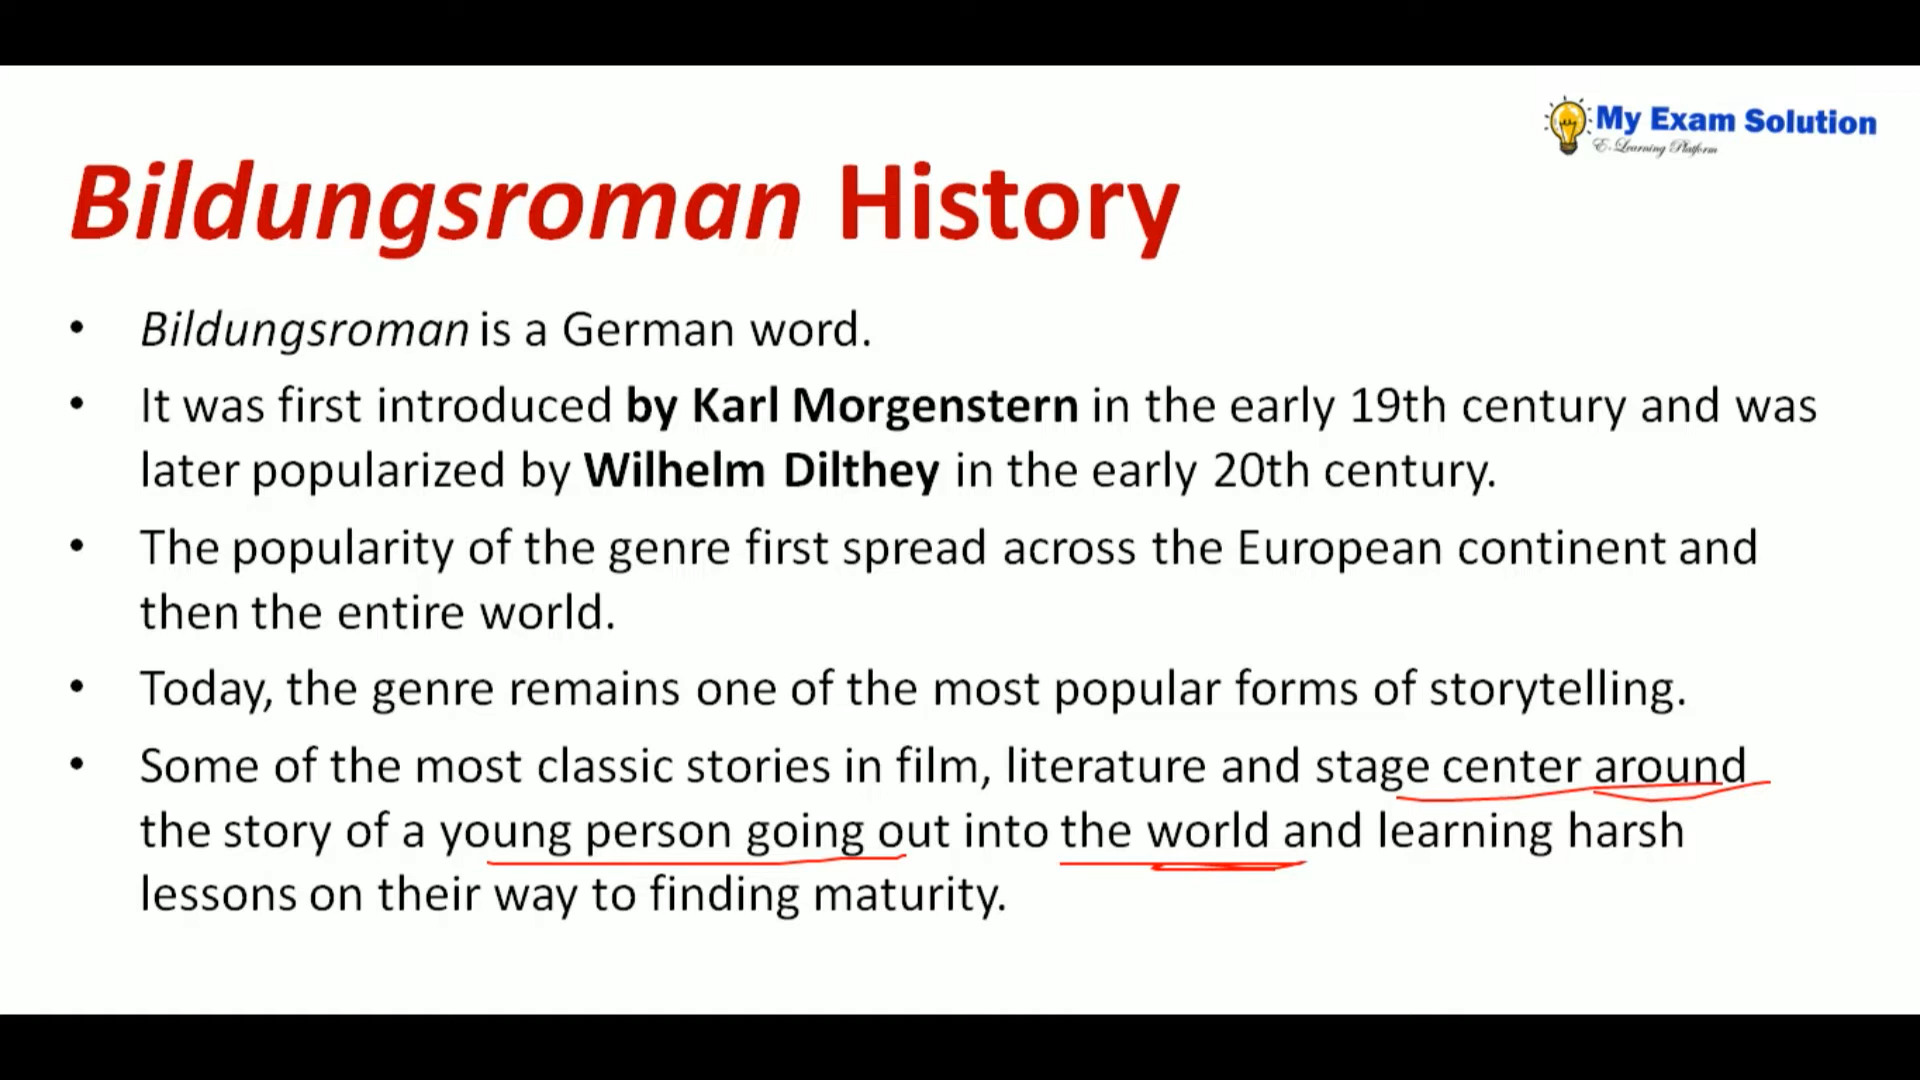 My Exam Solution
E-Learning Platform
Bildungsroman History
• Bildungsroman is a German word.
• It was first introduced by Karl Morgenstern in the early 19th century and was
later popularized by Wilhelm Dilthey in the early 20th century.
• The popularity of the genre first spread across the European continent and
then the entire world.
• Today, the genre remains one of the most popular forms of storytelling.
• Some of the most classic stories in film, literature and stage center around
the story of a young person going out into the world and learning harsh
lessons on their way to finding maturity.